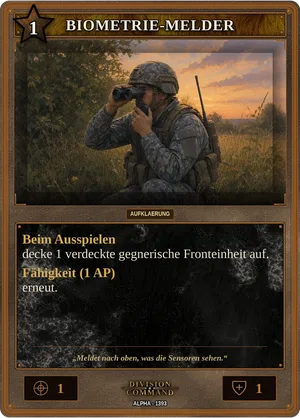 1
BIOMETRIE-MELDER
AUFKLAERUNG
Beim Ausspielen
decke 1 verdeckte gegnerische Fronteinheit auf.
Fähigkeit (1 AP)
erneut.
„Meldet nach oben, was die Sensoren sehen.“
1
DIVISION
COMMAND
ALPHA · 1393
1